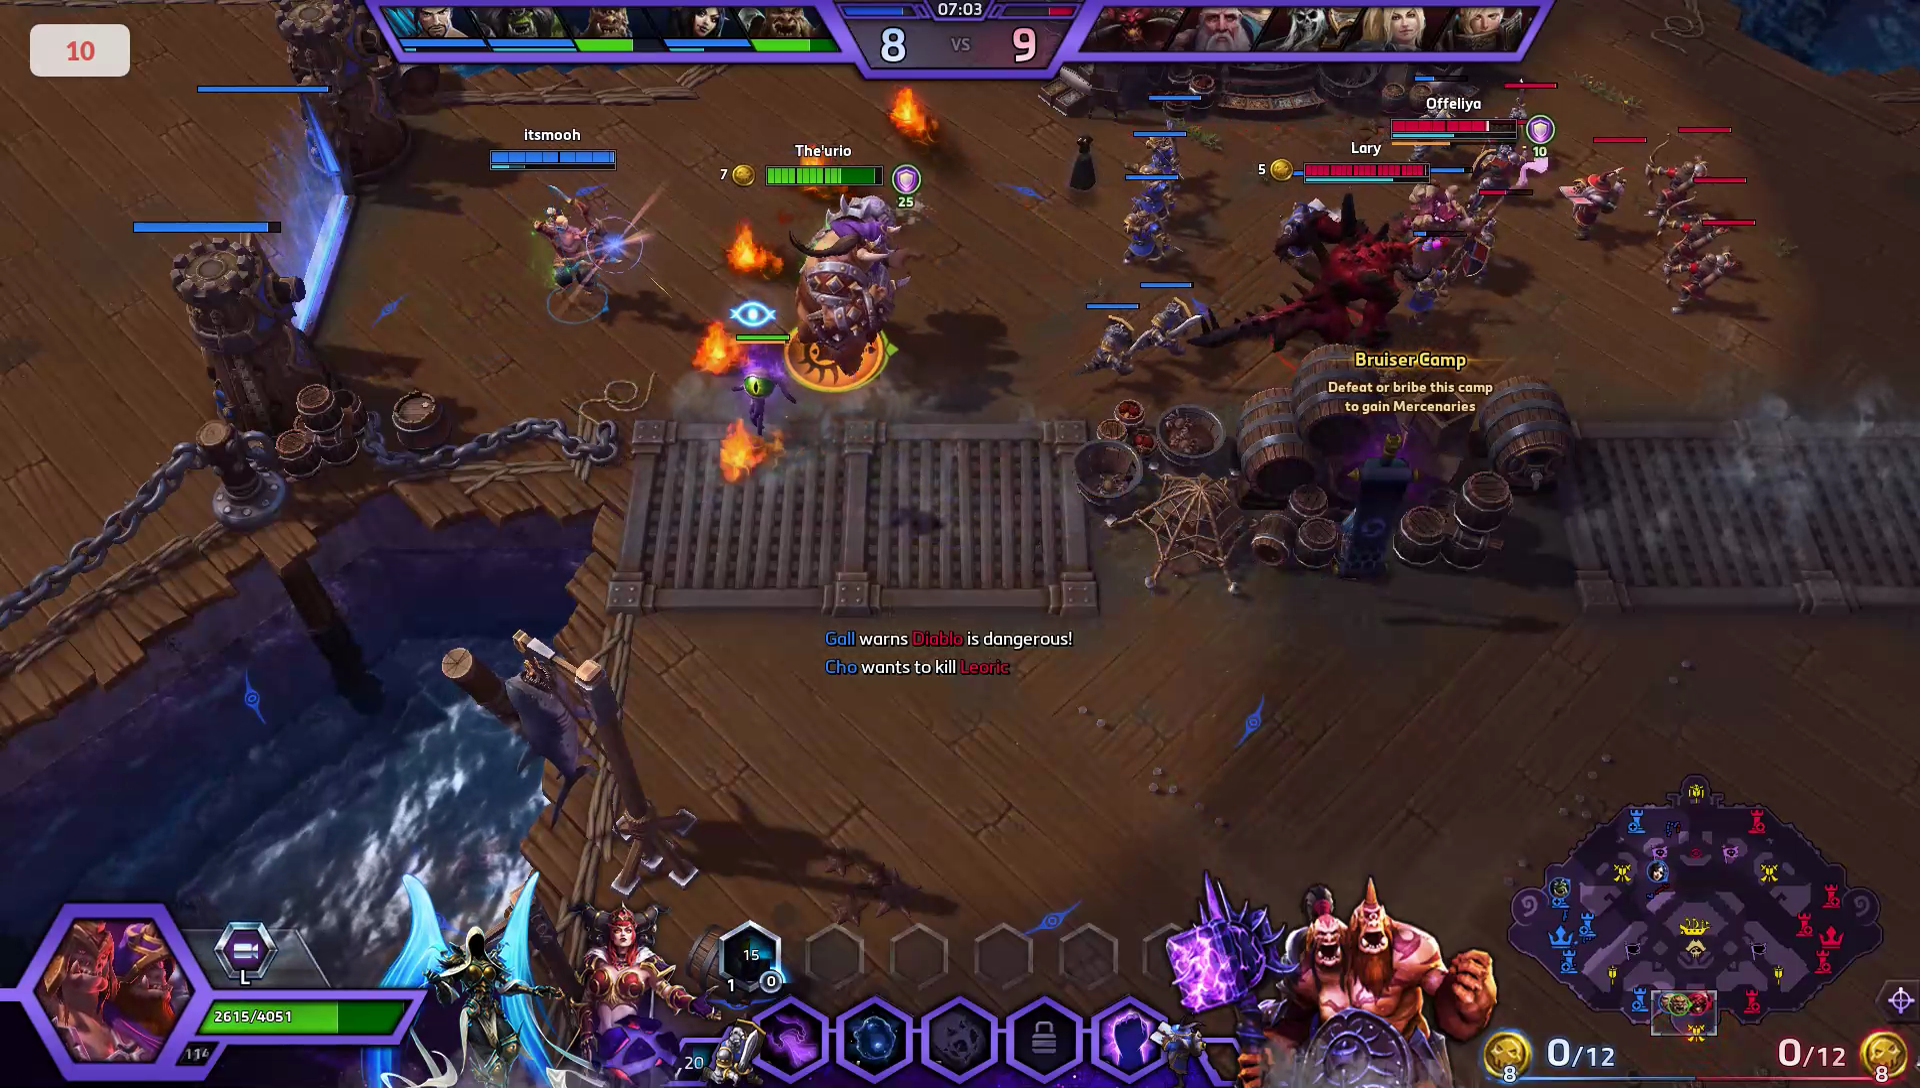 10
07:03
8 VS 9
itsmooh
The'urio
7
25
Offeliya
10
Lary
5
Bruiser Camp
Defeat or bribe this camp
to gain Mercenaries
Gall warns Diablo is dangerous!
Cho wants to kill Leoric
L
2615/4051
15
1
0
20
0/12
8
0/12
8